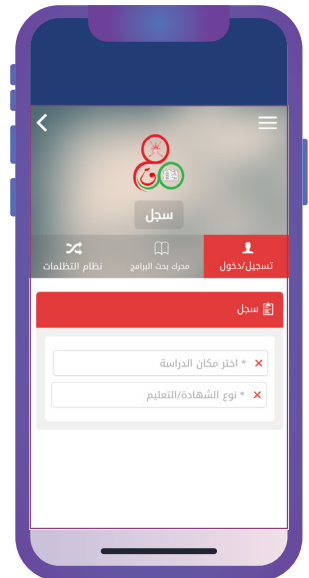 سجل
تسجيل/دخول
محرك بحث البرامج
نظام التظلمات
سجل
* اختر مكان الدراسة
* نوع الشهادة/التعليم